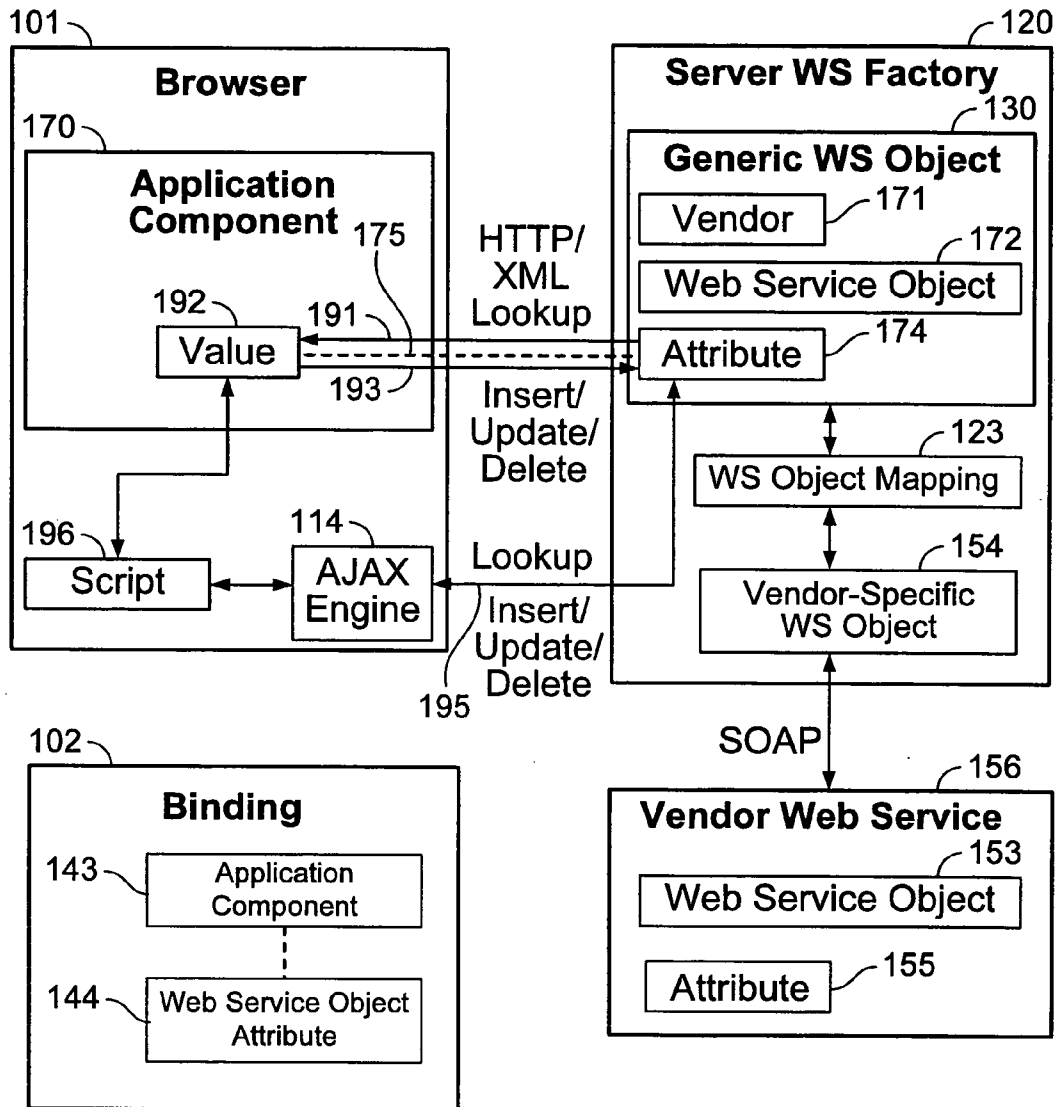 101
Browser
170
Application
Component
175
192
Value
191
193
HTTP/
XML
Lookup
Insert/
Update/
Delete
196
Script
114
AJAX
Engine
Lookup
Insert/
Update/
Delete
195
120
Server WS Factory
130
Generic WS Object
Vendor
171
172
Web Service Object
Attribute
174
123
WS Object Mapping
154
Vendor-Specific
WS Object
SOAP
156
Vendor Web Service
153
Web Service Object
Attribute
155
102
Binding
143
Application
Component
144
Web Service Object
Attribute